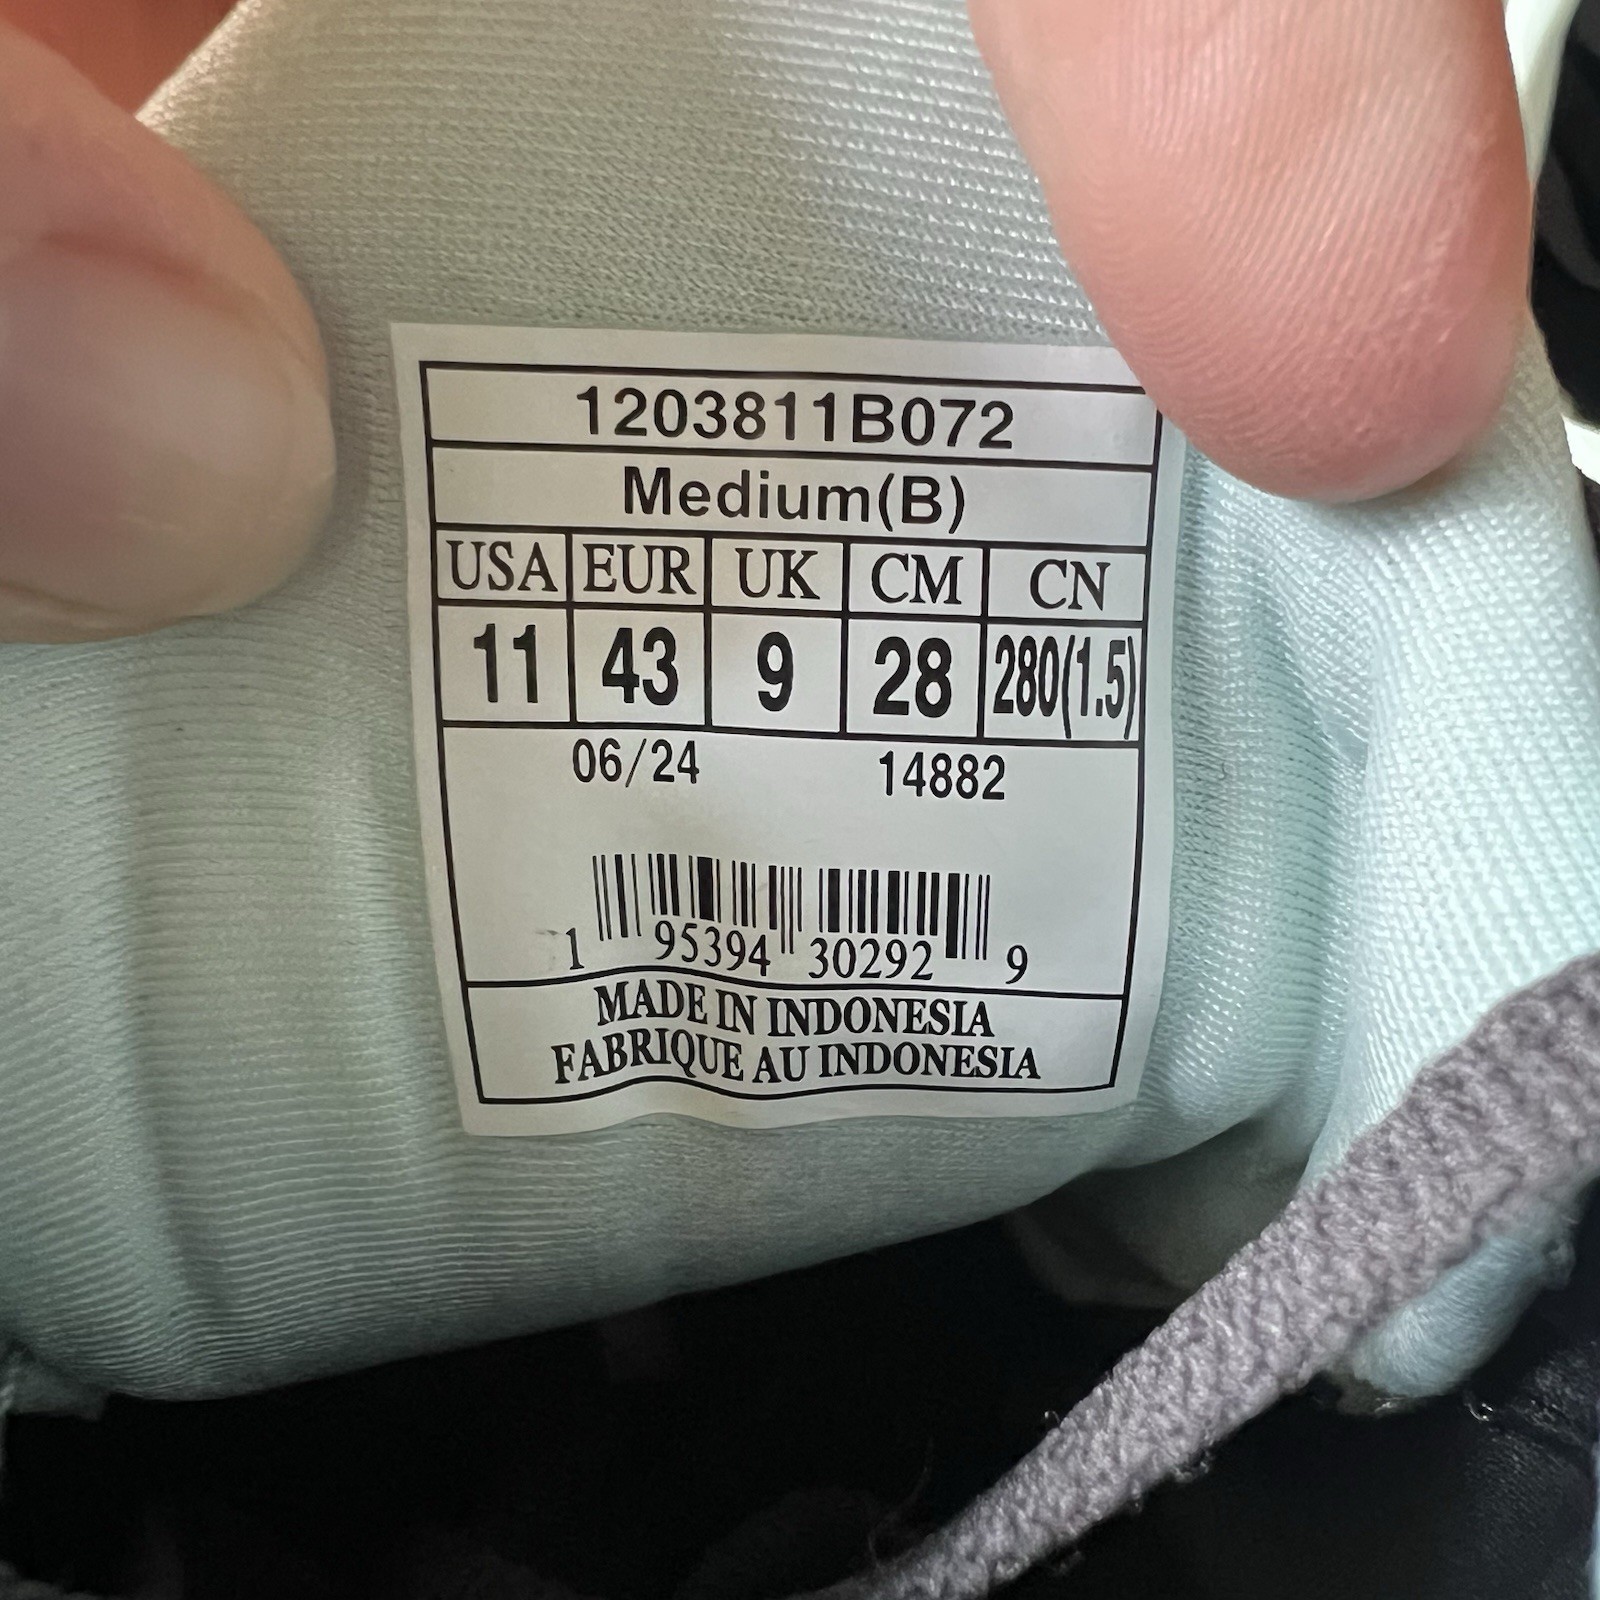 1203811B072
Medium(B)
USA EUR UK CM CN
11 43 9 28 280(1.5)
06/24 14882
1 95394 30292 9
MADE IN INDONESIA
FABRIQUE AU INDONESIA